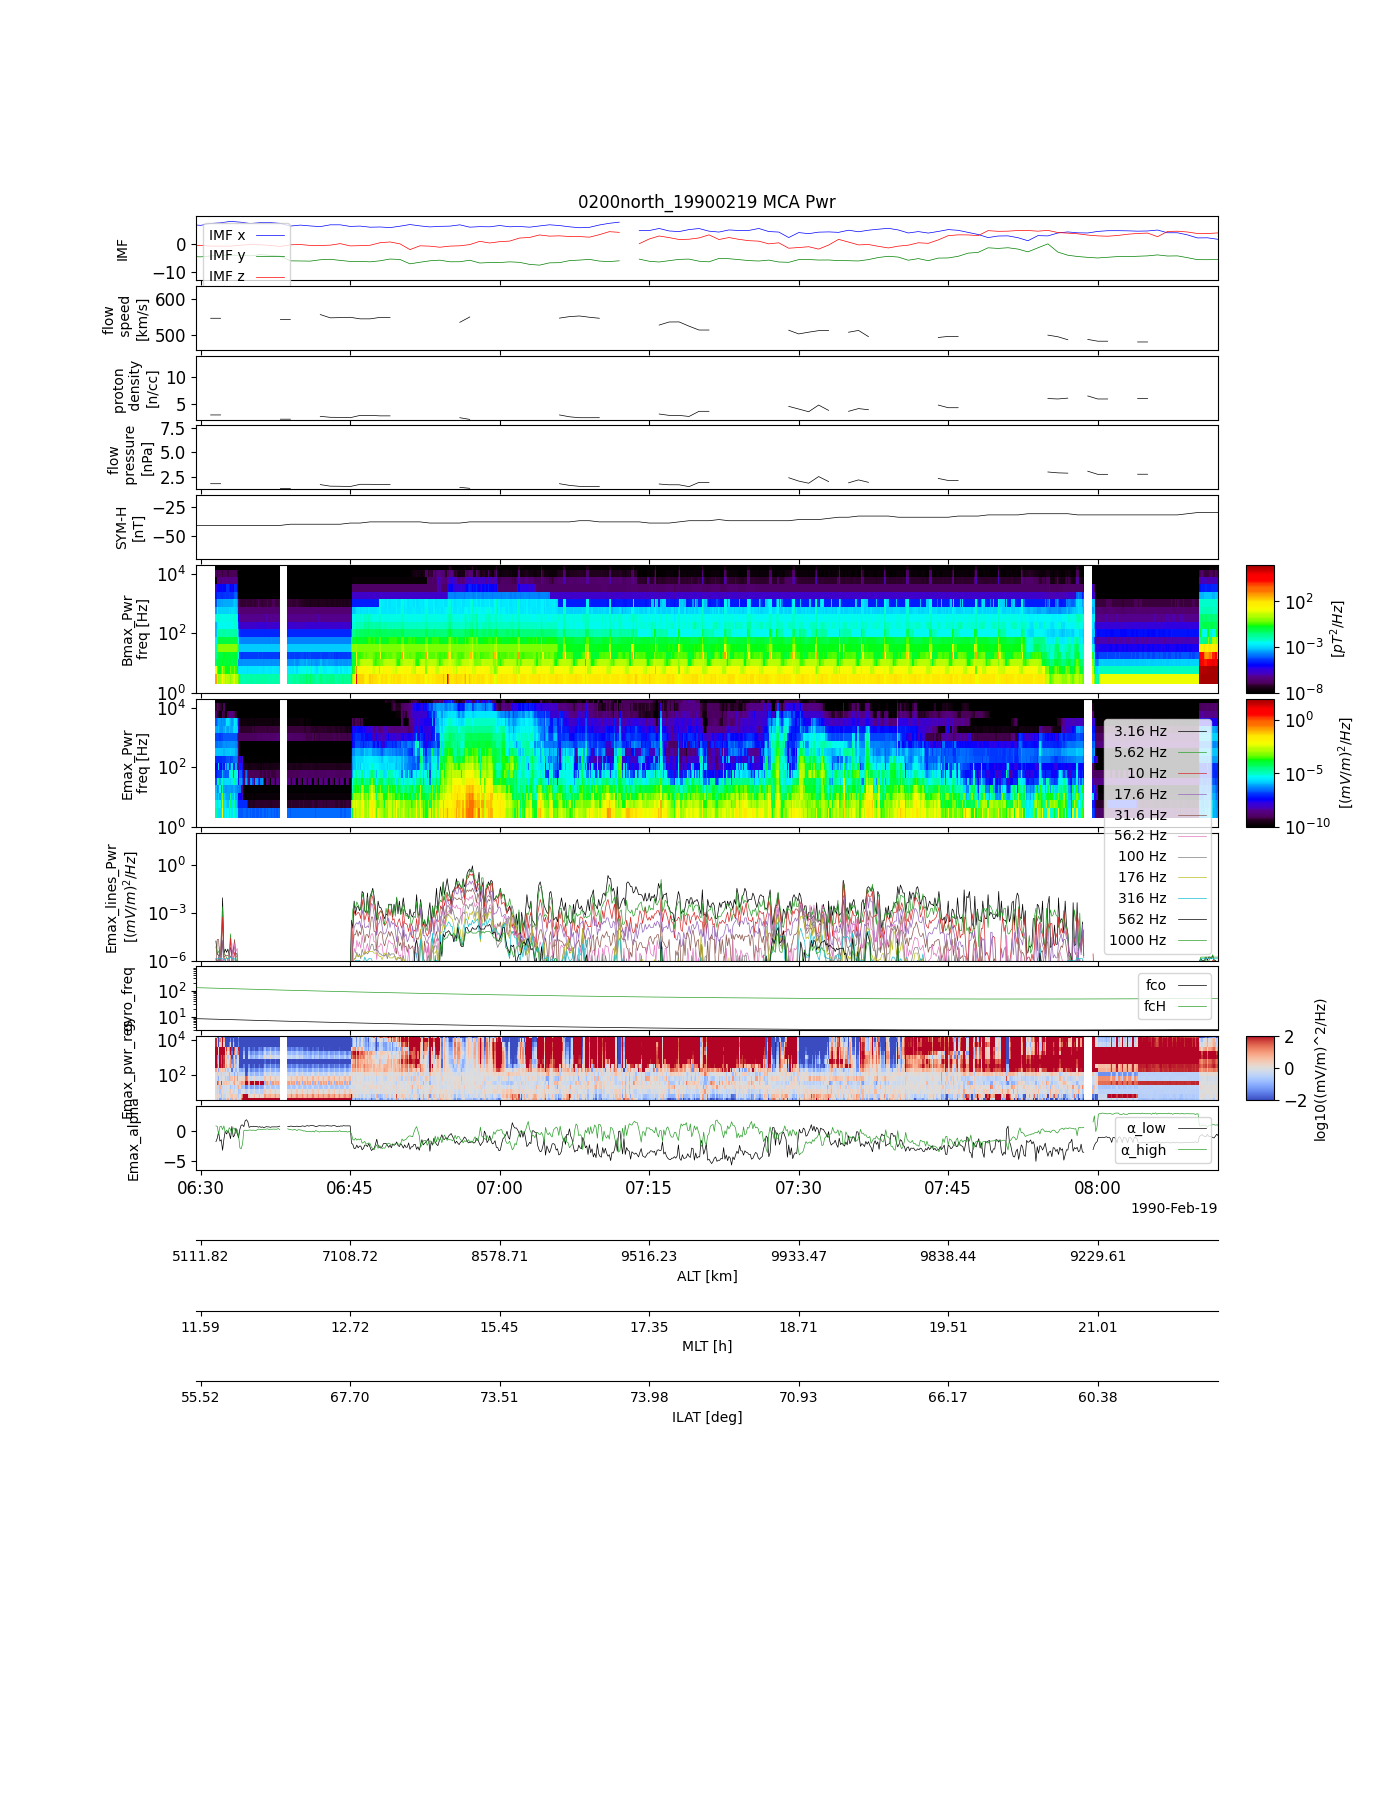 0200north_19900219 MCA Pwr
IMF
0
−10
IMF x
IMF y
IMF z
flow
speed
[km/s]
600
500
proton
density
[n/cc]
10
5
flow
pressure
[nPa]
7.5
5.0
2.5
SYM-H
[nT]
−25
−50
Bmax_Pwr
freq [Hz]
10^4
10^2
10^0
10^2
10^−3
10^−8
[pT^2/Hz]
Emax_Pwr
freq [Hz]
10^4
10^2
10^0
10^0
10^−5
10^−10
[(mV/m)^2/Hz]
3.16 Hz
5.62 Hz
10 Hz
17.6 Hz
31.6 Hz
56.2 Hz
100 Hz
176 Hz
316 Hz
562 Hz
1000 Hz
Emax_lines_Pwr
[(mV/m)^2/Hz]
10^0
10^−3
10^−6
gyro_freq
10^2
10^1
fco
fcH
Emax_pwr_reg
10^4
10^2
2
0
−2
log10((mV/m)^2/Hz)
Emax_alpha
0
−5
α_low
α_high
06:30 06:45 07:00 07:15 07:30 07:45 08:00
1990-Feb-19
5111.82 7108.72 8578.71 9516.23 9933.47 9838.44 9229.61
ALT [km]
11.59 12.72 15.45 17.35 18.71 19.51 21.01
MLT [h]
55.52 67.70 73.51 73.98 70.93 66.17 60.38
ILAT [deg]